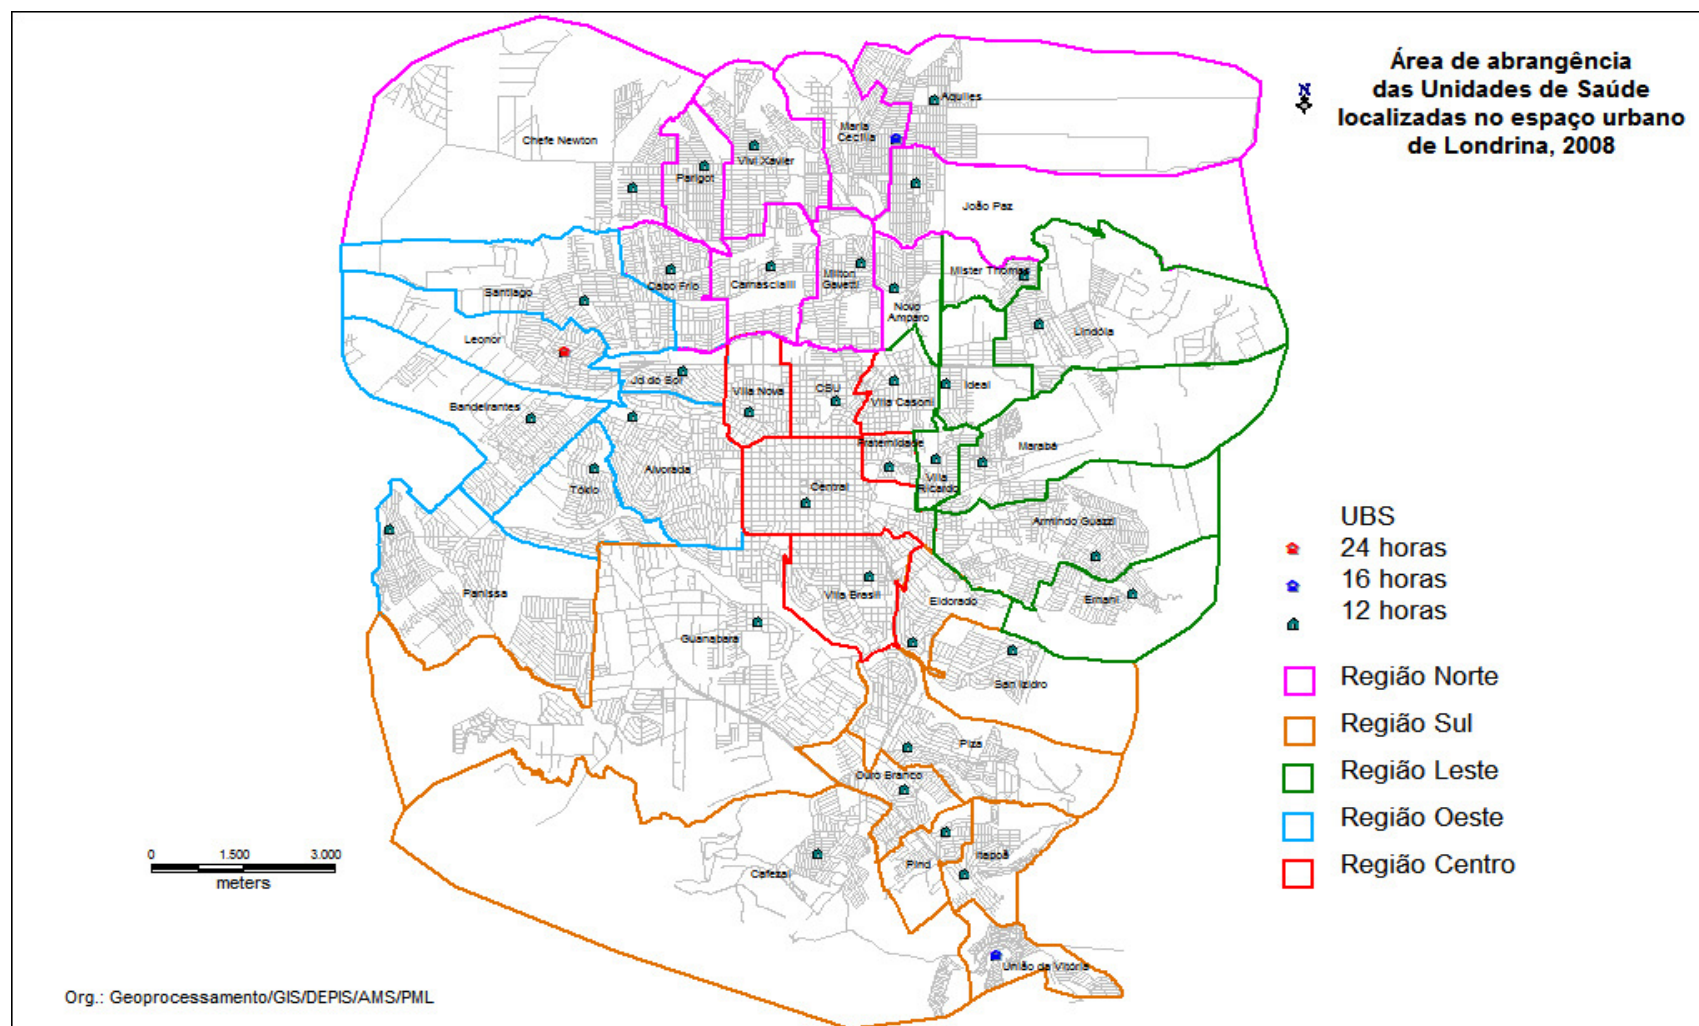 Área de abrangência
das Unidades de Saúde
localizadas no espaço urbano
de Londrina, 2008
N
Aquiles
Maria
Cecília
Chefe Newton
Vivi Xavier
Parigot
João Paz
Mister Thomas
Santiago
Cabo Frio
Carnascialli
Milton
Gavetti
Novo
Amparo
Lindóia
Leonor
Jd do Sol
Vila Nova
CSU
Vila Casoni
Ideal
Bandeirantes
Fraternidade
Marabá
Alvorada
Tókio
Central
Vila
Ricardo
Armindo Guazzi
Panissa
Vila Brasil
Eldorado
Ernani
Guanabara
San Izidro
Piza
Ouro Branco
Pind
Itapoã
Cafezal
União da Vitória
UBS
24 horas
16 horas
12 horas
Região Norte
Região Sul
Região Leste
Região Oeste
Região Centro
0 1.500 3.000
meters
Org.: Geoprocessamento/GIS/DEPIS/AMS/PML